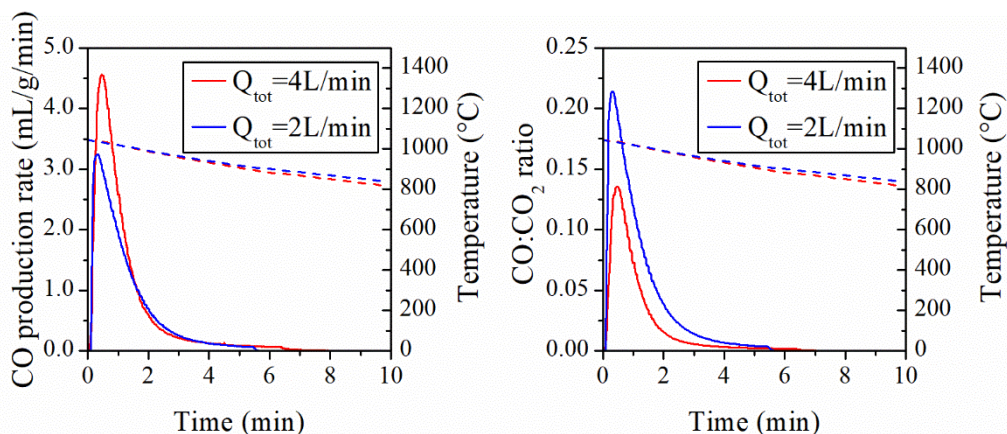 CO production rate (mL/g/min)
5.0
4.5
4.0
3.5
3.0
2.0
1.0
0.0
Q_tot=4L/min
Q_tot=2L/min
1400
1200
1000
800
600
400
200
0
Temperature (°C)
0 2 4 6 8 10
Time (min)
CO:CO₂ ratio
0.25
0.20
0.15
0.10
0.05
0.00
Q_tot=4L/min
Q_tot=2L/min
1400
1200
1000
800
600
400
200
0
Temperature (°C)
0 2 4 6 8 10
Time (min)